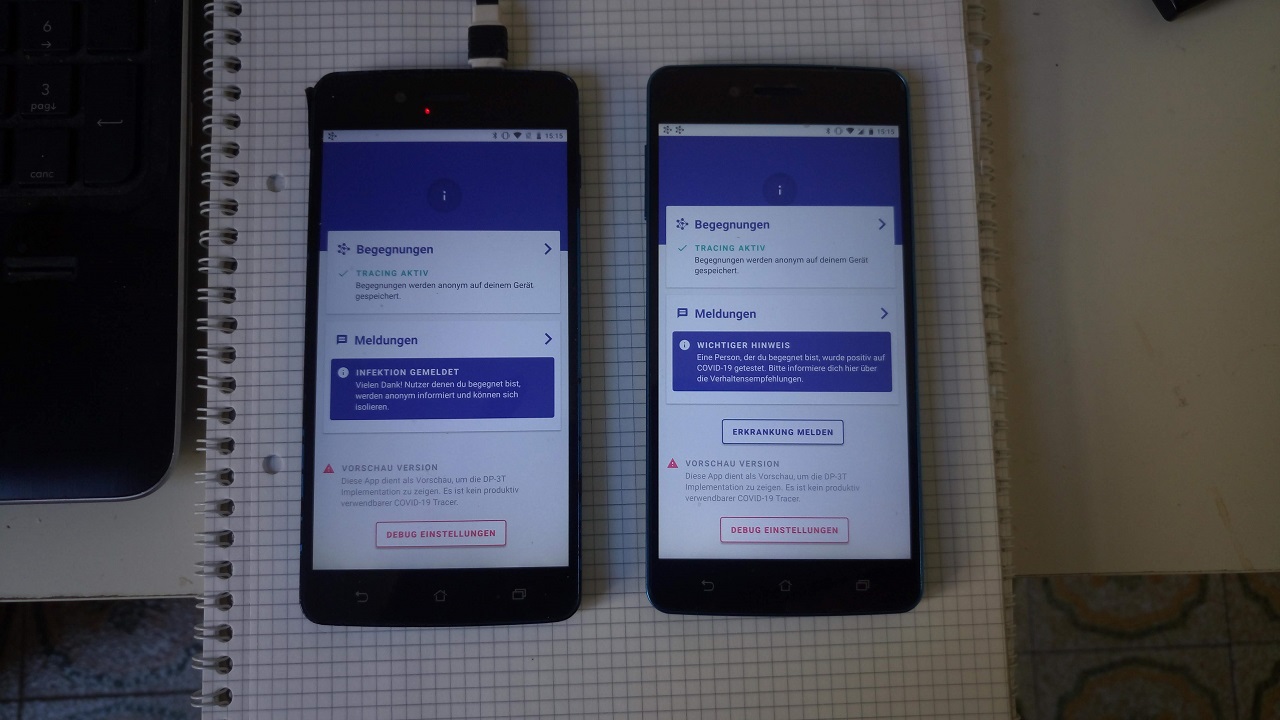 6
3
pag↓
canc
15:15
Begegnungen
TRACING AKTIV
Begegnungen werden anonym auf deinem Gerät
gespeichert.
Meldungen
INFEKTION GEMELDET
Vielen Dank! Nutzer denen du begegnet bist,
werden anonym informiert und können sich
isolieren.
VORSCHAU VERSION
Diese App dient als Vorschau, um die DP-3T
Implementation zu zeigen. Es ist kein produktiv
verwendbarer COVID-19 Tracer.
DEBUG EINSTELLUNGEN
15:15
Begegnungen
TRACING AKTIV
Begegnungen werden anonym auf deinem Gerät
gespeichert.
Meldungen
WICHTIGER HINWEIS
Eine Person, der du begegnet bist, wurde positiv auf
COVID-19 getestet. Bitte informiere dich hier über
die Verhaltensempfehlungen.
ERKRANKUNG MELDEN
VORSCHAU VERSION
Diese App dient als Vorschau, um die DP-3T
Implementation zu zeigen. Es ist kein produktiv
verwendbarer COVID-19 Tracer.
DEBUG EINSTELLUNGEN